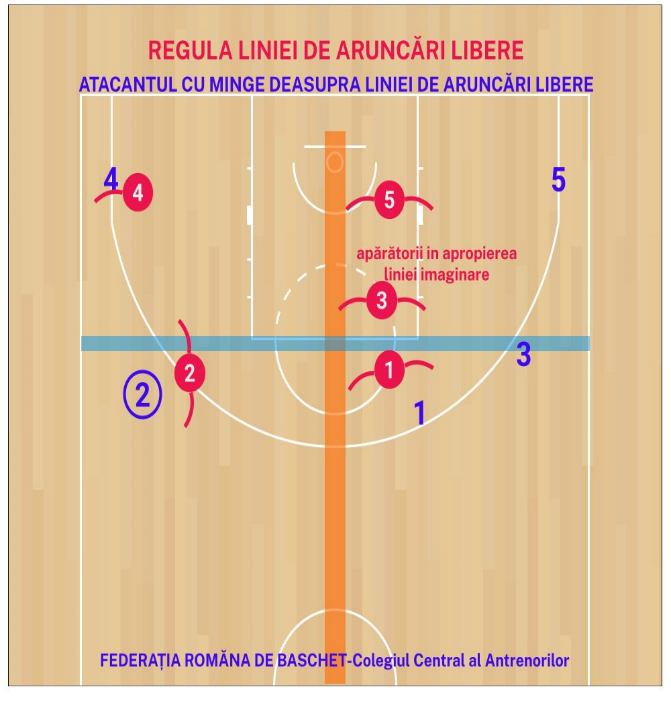 REGULA LINIEI DE ARUNCĂRI LIBERE
ATACANTUL CU MINGE DEASUPRA LINIEI DE ARUNCĂRI LIBERE
4
4
5
5
apărătorii in apropierea
liniei imaginare
3
3
2
2
1
1
FEDERAȚIA ROMĂNA DE BASCHET-Colegiul Central al Antrenorilor